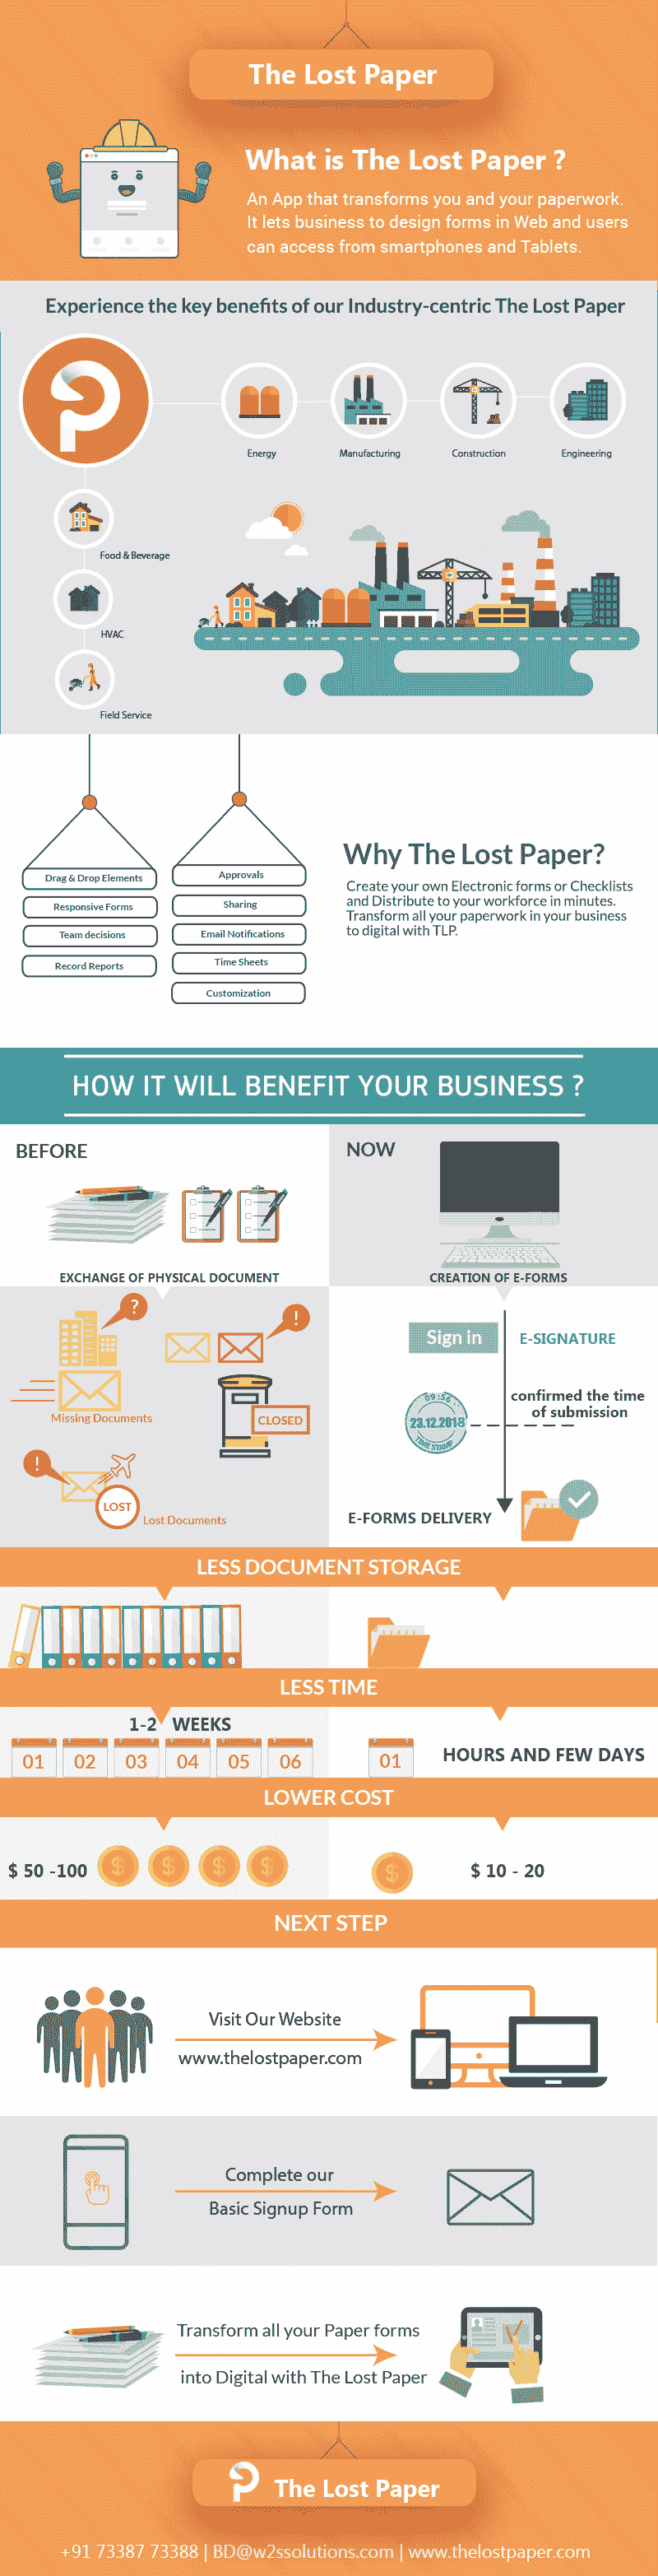 The Lost Paper
What is The Lost Paper ?
An App that transforms you and your paperwork.
It lets business to design forms in Web and users
can access from smartphones and Tablets.
Experience the key benefits of our Industry-centric The Lost Paper
Energy
Manufacturing
Construction
Engineering
Food & Beverage
HVAC
Field Service
Drag & Drop Elements
Responsive Forms
Team decisions
Record Reports
Approvals
Sharing
Email Notifications
Time Sheets
Customization
Why The Lost Paper?
Create your own Electronic forms or Checklists
and Distribute to your workforce in minutes.
Transform all your paperwork in your business
to digital with TLP.
HOW IT WILL BENEFIT YOUR BUSINESS ?
BEFORE
EXCHANGE OF PHYSICAL DOCUMENT
NOW
CREATION OF E-FORMS
?
!
Missing Documents
CLOSED
!
LOST
Lost Documents
Sign in
E-SIGNATURE
09:56
23.12.2018
TIME STAMP
confirmed the time
of submission
E-FORMS DELIVERY
LESS DOCUMENT STORAGE
LESS TIME
1-2 WEEKS
01 02 03 04 05 06
01
HOURS AND FEW DAYS
LOWER COST
$ 50 -100
$ $ $ $
$
$ 10 - 20
NEXT STEP
Visit Our Website
www.thelostpaper.com
Complete our
Basic Signup Form
Transform all your Paper forms
into Digital with The Lost Paper
The Lost Paper
+91 73387 73388 | BD@w2ssolutions.com | www.thelostpaper.com